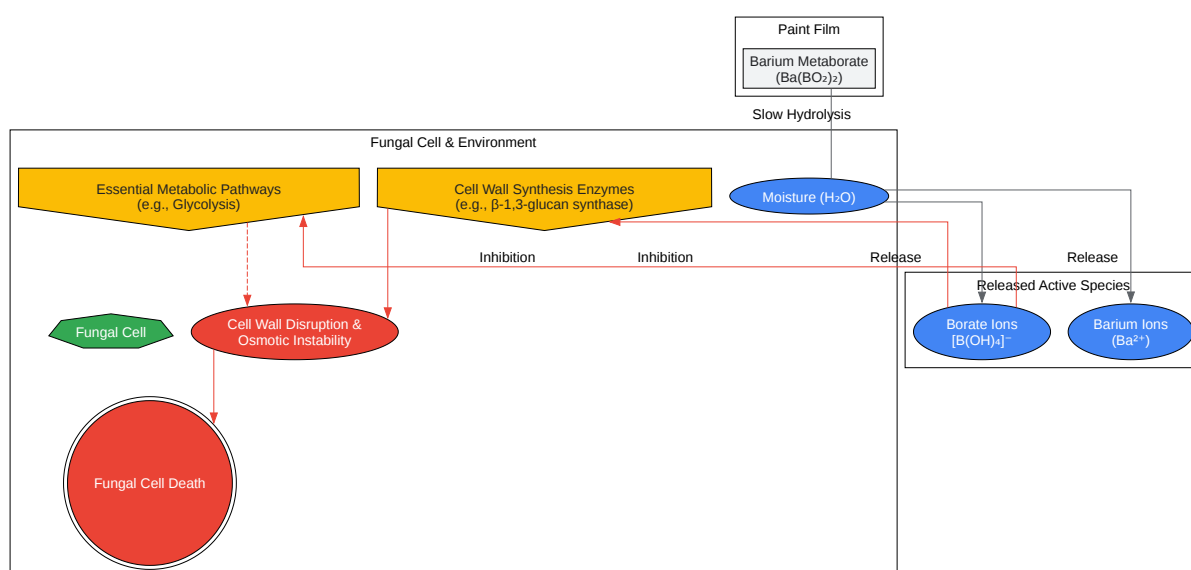 Paint Film
Barium Metaborate
(Ba(BO₂)₂)
Slow Hydrolysis
Fungal Cell & Environment
Essential Metabolic Pathways
(e.g., Glycolysis)
Cell Wall Synthesis Enzymes
(e.g., β-1,3-glucan synthase)
Moisture (H₂O)
Inhibition
Inhibition
Release
Release
Released Active Species
Fungal Cell
Cell Wall Disruption &
Osmotic Instability
Borate Ions
[B(OH)₄]⁻
Barium Ions
(Ba²⁺)
Fungal Cell Death